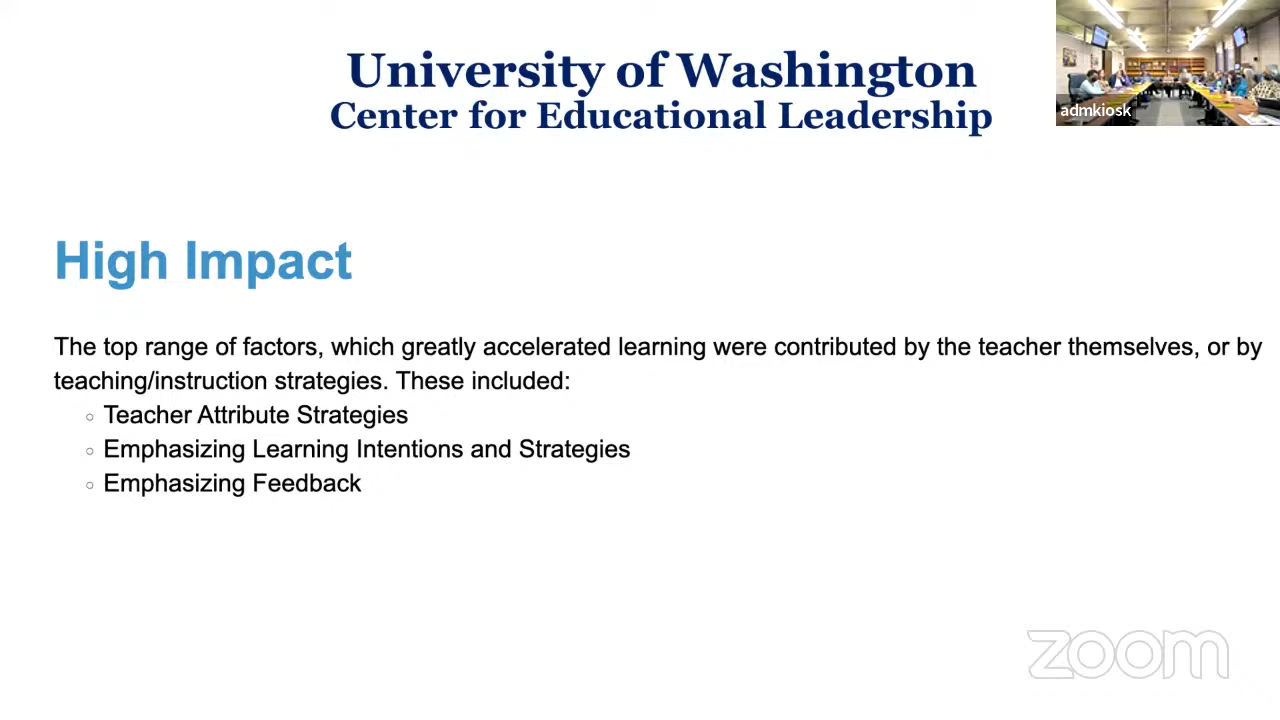 University of Washington
Center for Educational Leadership
admkiosk
High Impact
The top range of factors, which greatly accelerated learning were contributed by the teacher themselves, or by
teaching/instruction strategies. These included:
Teacher Attribute Strategies
Emphasizing Learning Intentions and Strategies
Emphasizing Feedback
zoom